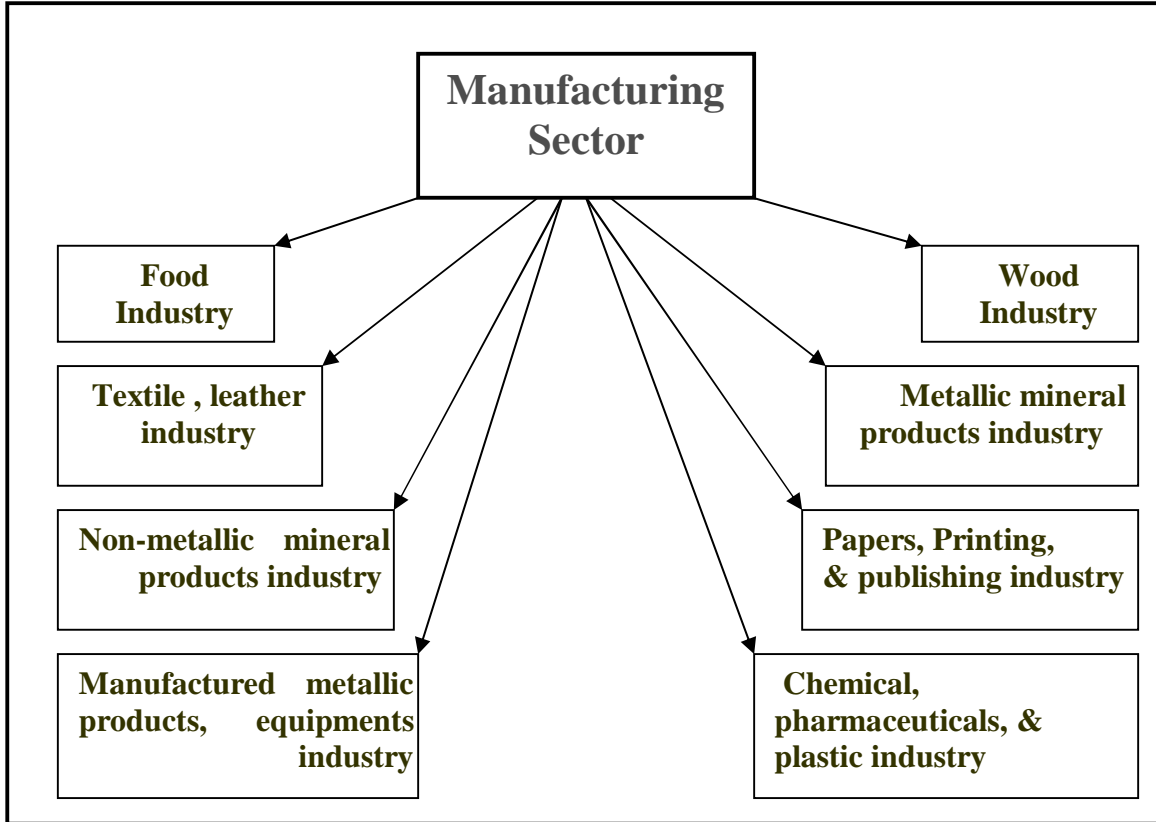 Manufacturing
Sector
Food
Industry
Textile , leather
industry
Non-metallic mineral
products industry
Manufactured metallic
products, equipments
industry
Wood
Industry
Metallic mineral
products industry
Papers, Printing,
& publishing industry
Chemical,
pharmaceuticals, &
plastic industry